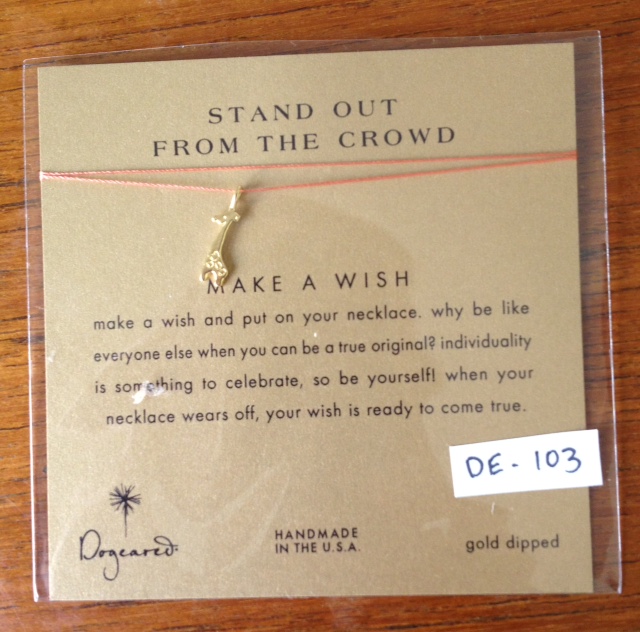 STAND OUT
FROM THE CROWD
MAKE A WISH
make a wish and put on your necklace. why be like
everyone else when you can be a true original? individuality
is something to celebrate, so be yourself! when your
necklace wears off, your wish is ready to come true.
DE - 103
Dogeared.
HANDMADE
IN THE U.S.A.
gold dipped